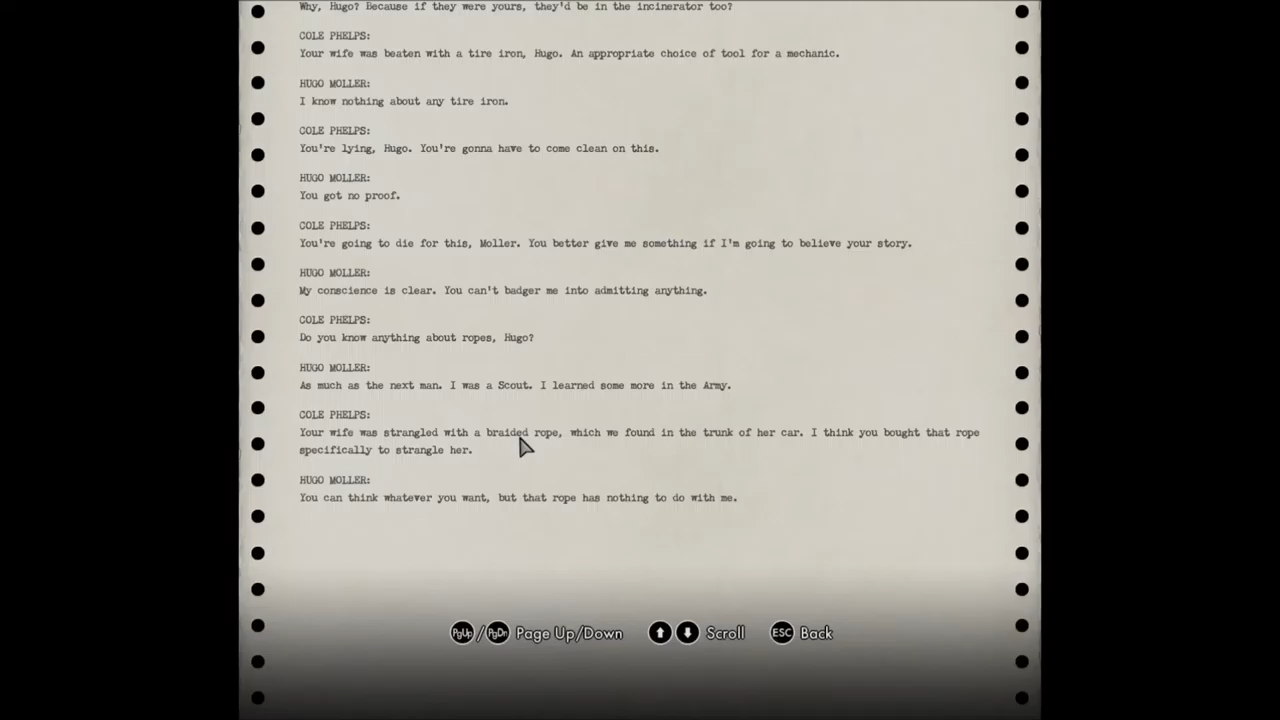 Why, Hugo? Because if they were yours, they'd be in the incinerator too?
COLE PHELPS:
Your wife was beaten with a tire iron, Hugo. An appropriate choice of tool for a mechanic.
HUGO MOLLER:
I know nothing about any tire iron.
COLE PHELPS:
You're lying, Hugo. You're gonna have to come clean on this.
HUGO MOLLER:
You got no proof.
COLE PHELPS:
You're going to die for this, Moller. You better give me something if I'm going to believe your story.
HUGO MOLLER:
My conscience is clear. You can't badger me into admitting anything.
COLE PHELPS:
Do you know anything about ropes, Hugo?
HUGO MOLLER:
As much as the next man. I was a Scout. I learned some more in the Army.
COLE PHELPS:
Your wife was strangled with a braided rope, which we found in the trunk of her car. I think you bought that rope
specifically to strangle her.
HUGO MOLLER:
You can think whatever you want, but that rope has nothing to do with me.
PgUp / PgDn Page Up/Down Scroll ESC Back